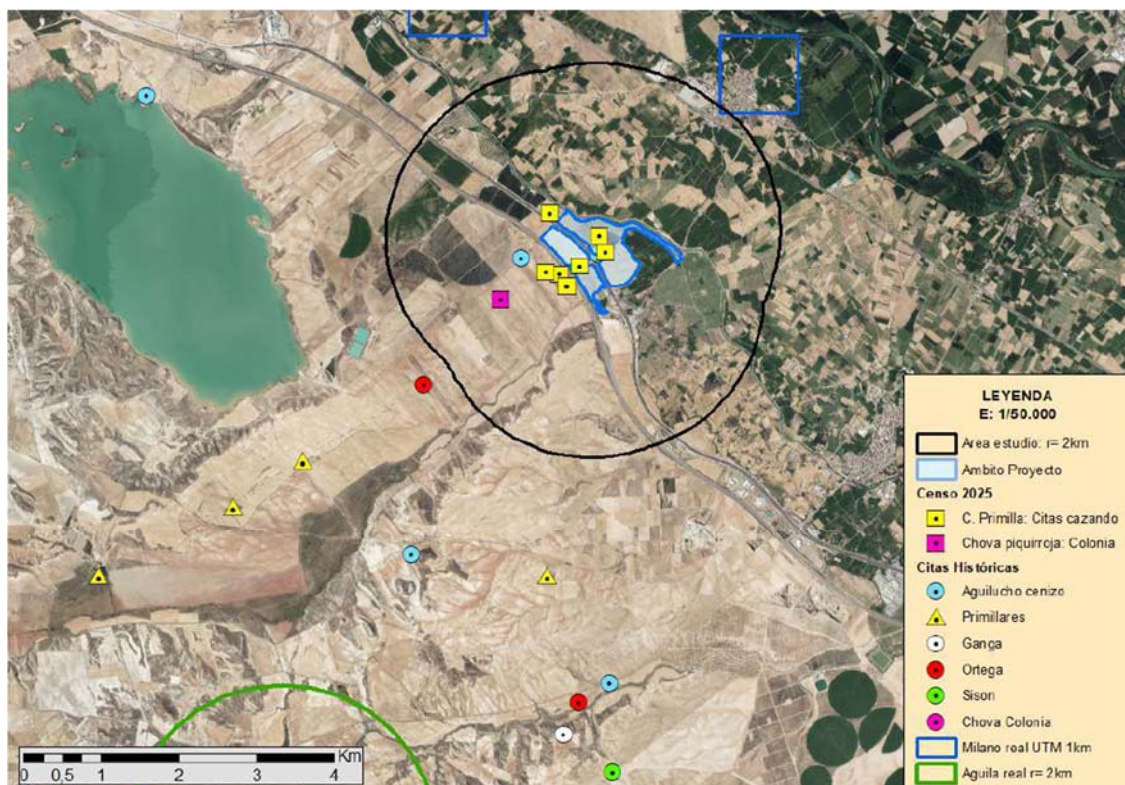 LEYENDA
E: 1/50.000
Area estudio: r= 2km
Ambito Proyecto
Censo 2025
C. Primilla: Citas cazando
Chova piquirroja: Colonia
Citas Históricas
Aguilucho cenizo
Primillares
Ganga
Ortega
Sison
Chova Colonia
Milano real UTM 1km
Aguila real r= 2km
Km
0 0,5 1 2 3 4